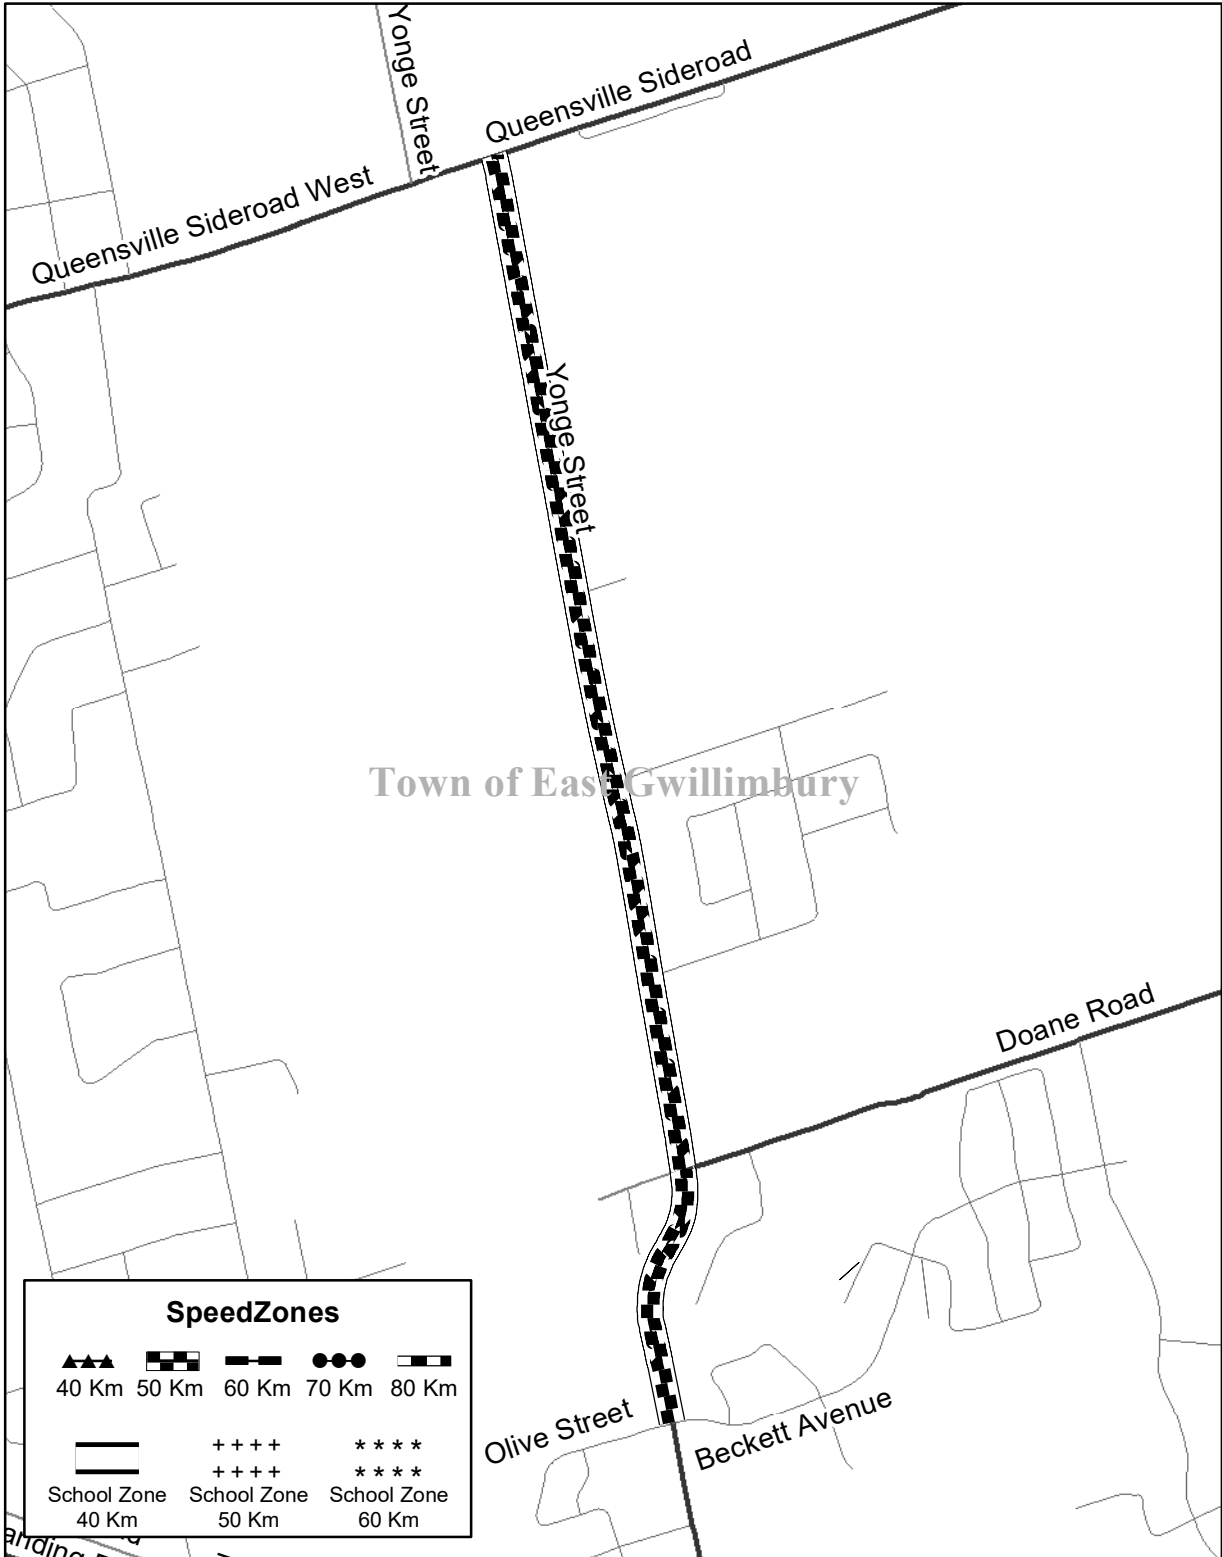 Yonge Street
Queensville Sideroad
Queensville Sideroad West
Yonge Street
Town of East Gwillimbury
Doane Road
Olive Street
Beckett Avenue
SpeedZones
40 Km 50 Km 60 Km 70 Km 80 Km
School Zone School Zone School Zone
40 Km 50 Km 60 Km